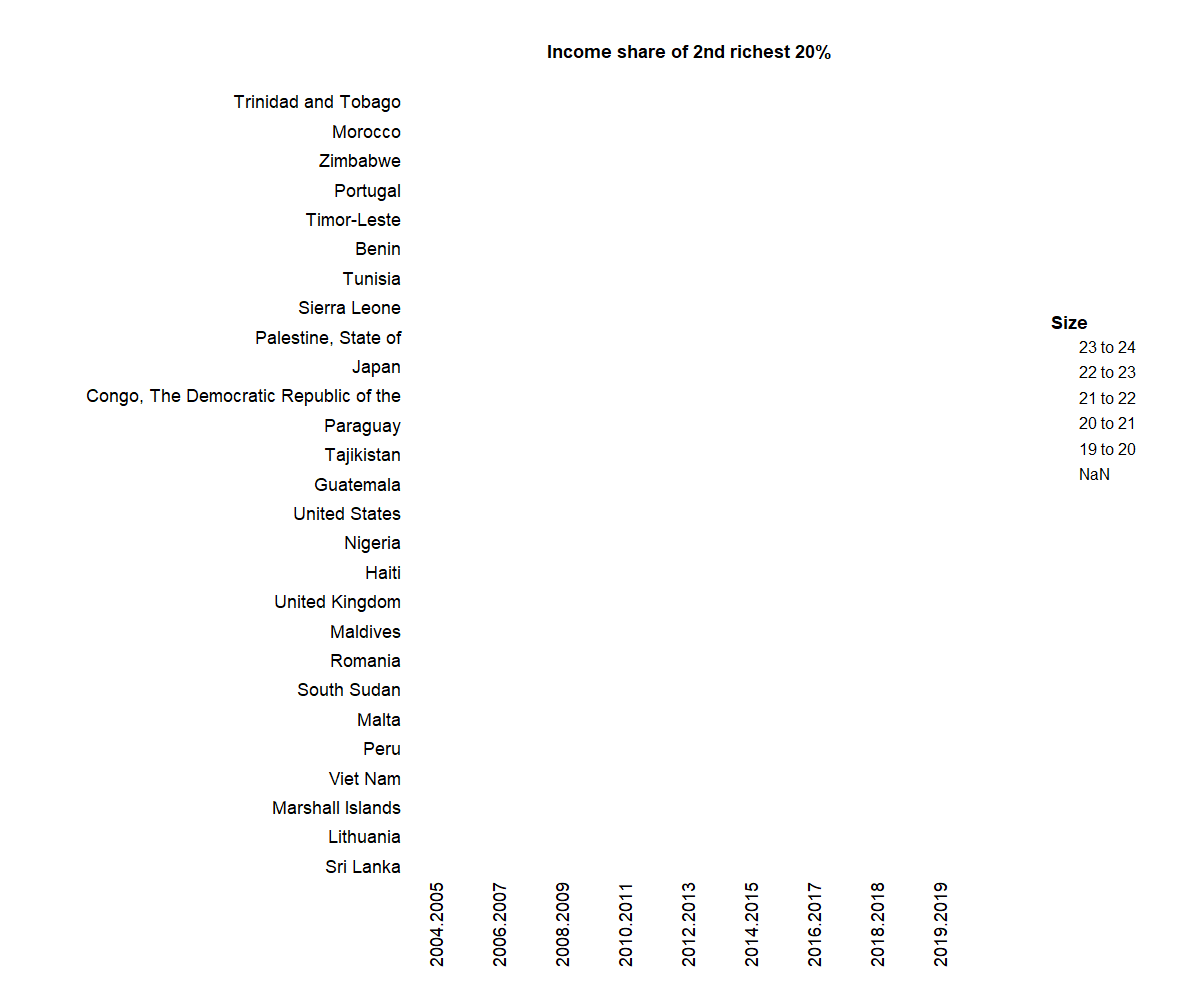 Income share of 2nd richest 20%
Trinidad and Tobago
Morocco
Zimbabwe
Portugal
Timor-Leste
Benin
Tunisia
Sierra Leone
Palestine, State of
Japan
Congo, The Democratic Republic of the
Paraguay
Tajikistan
Guatemala
United States
Nigeria
Haiti
United Kingdom
Maldives
Romania
South Sudan
Malta
Peru
Viet Nam
Marshall Islands
Lithuania
Sri Lanka
2004.2005
2006.2007
2008.2009
2010.2011
2012.2013
2014.2015
2016.2017
2018.2018
2019.2019
Size
23 to 24
22 to 23
21 to 22
20 to 21
19 to 20
NaN